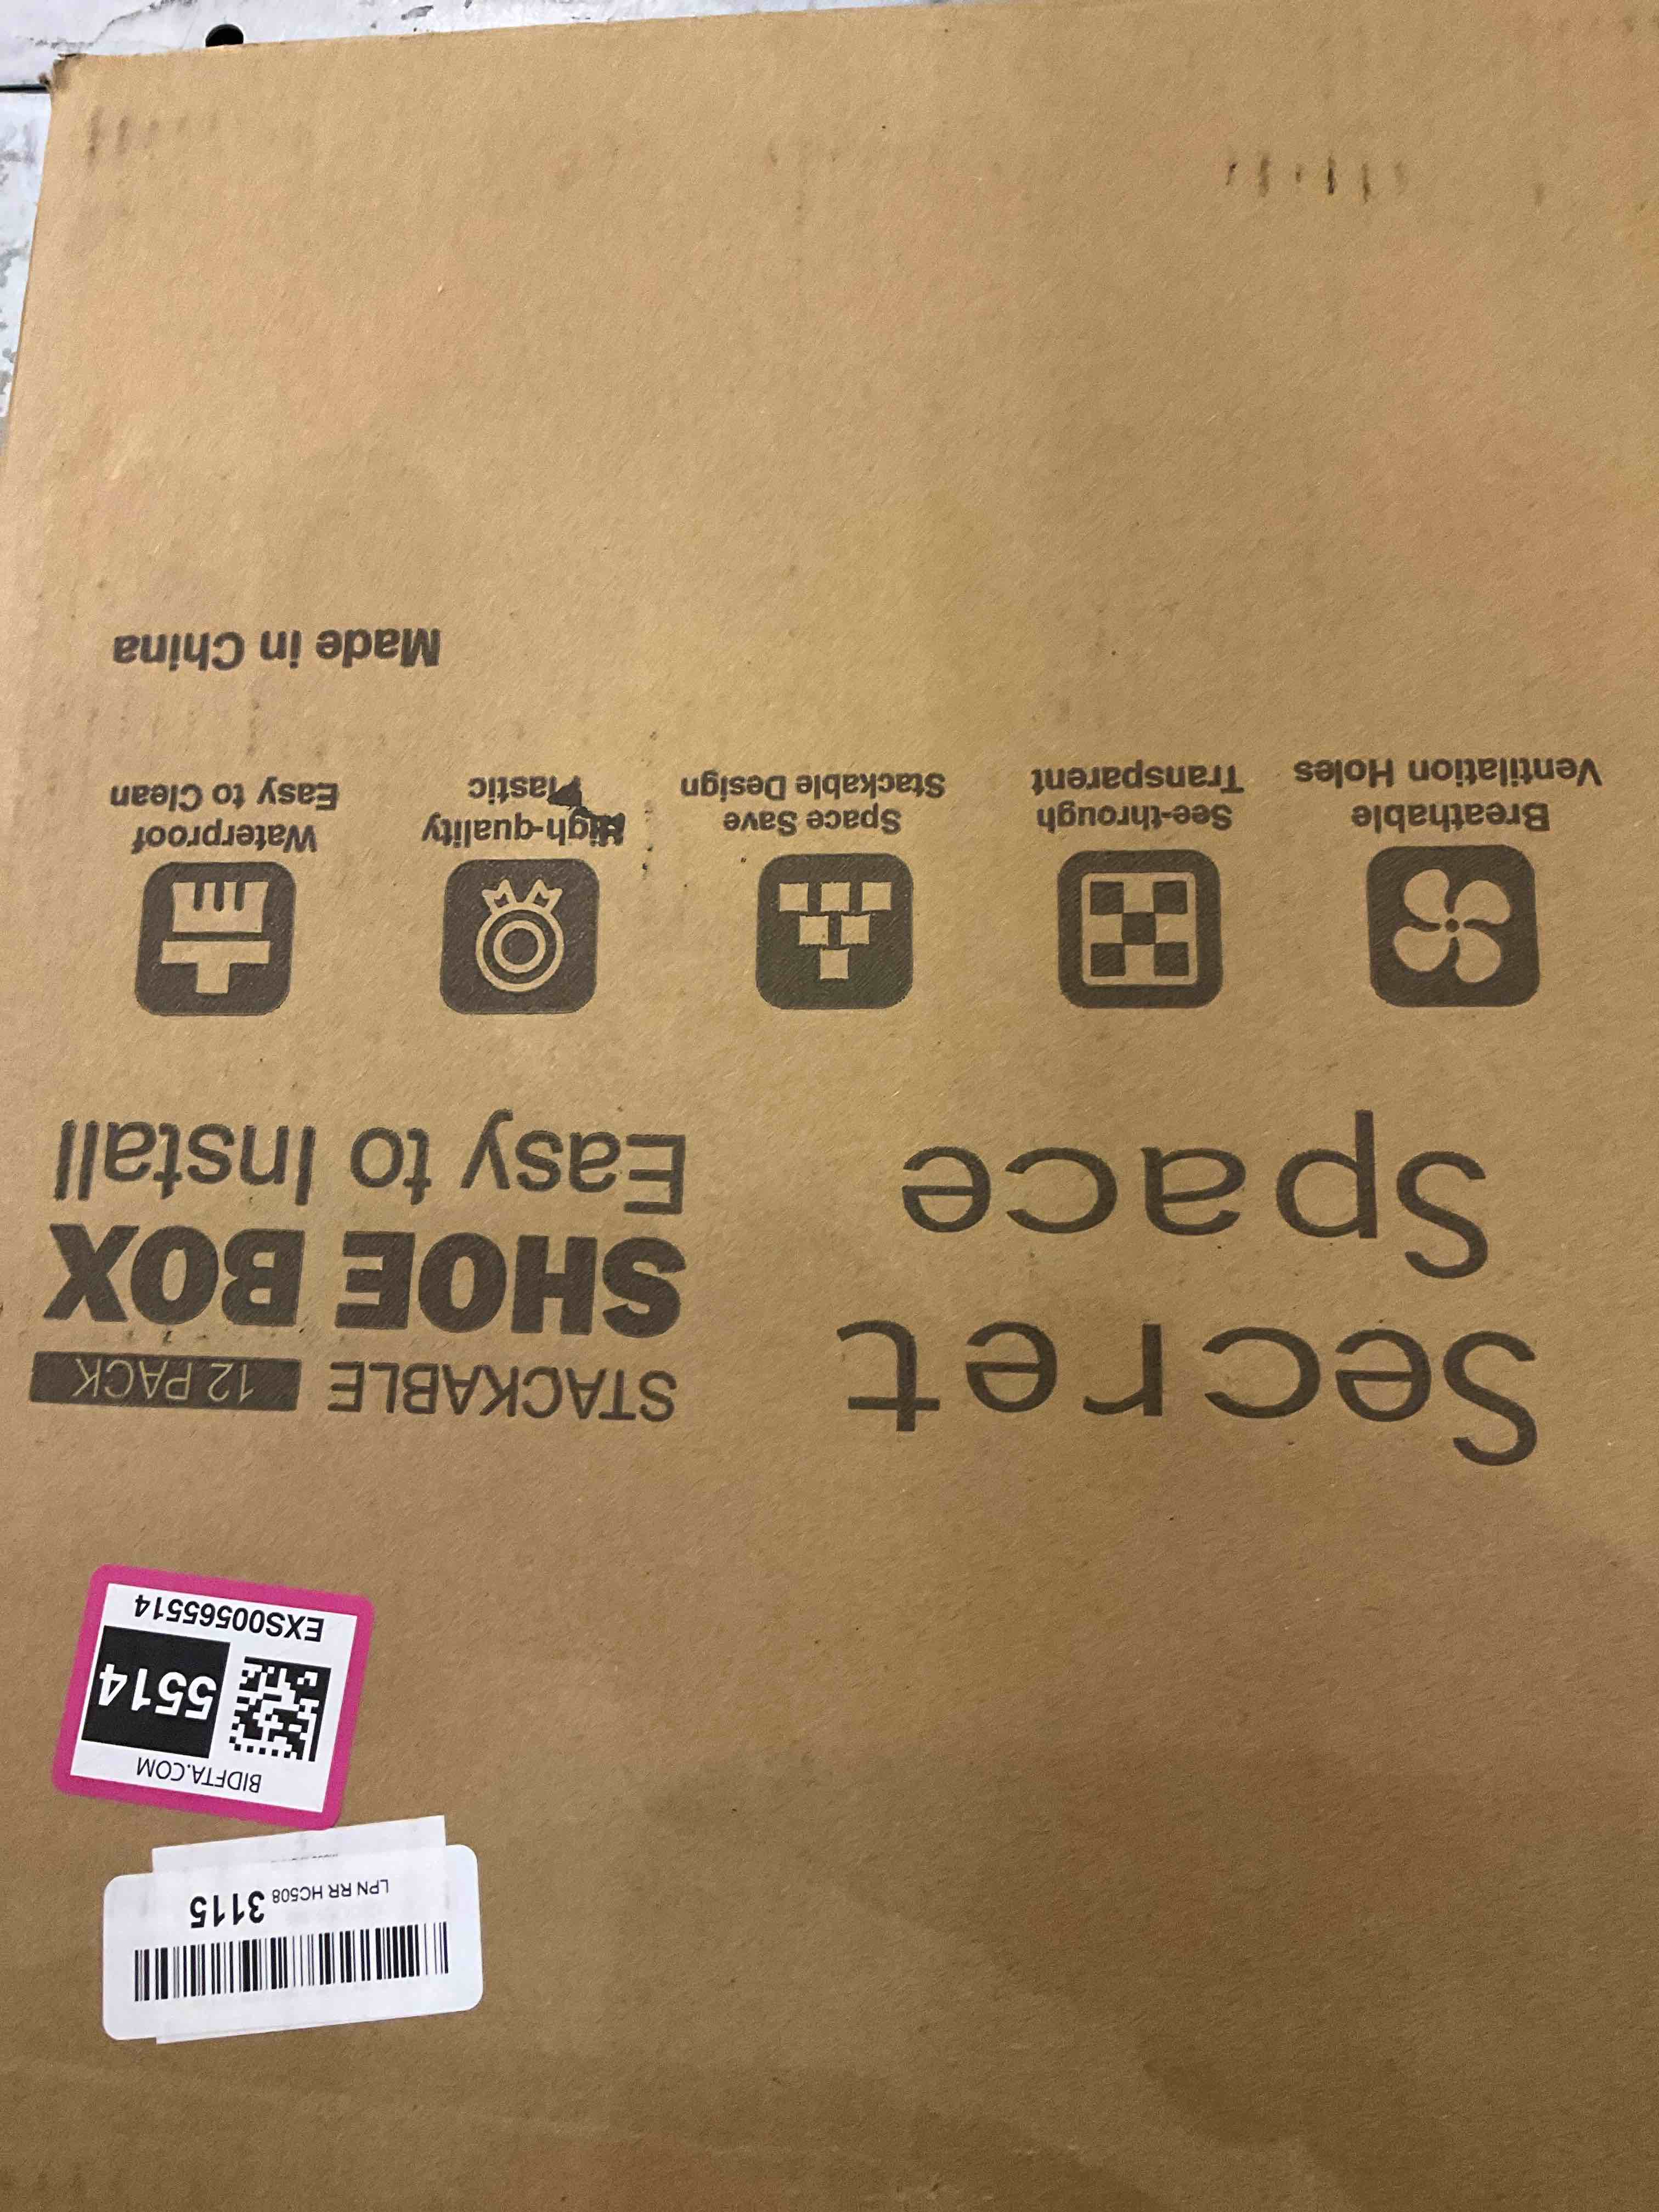 LPN RR HC508 3115
BIDFTA.COM
5514
EXS00565514
Secret
Space
STACKABLE 12 PACK
SHOE BOX
Easy to Install
Breathable
Ventilation Holes
See-through
Transparent
Space Save
Stackable Design
High-quality
Plastic
Waterproof
Easy to Clean
Made in China